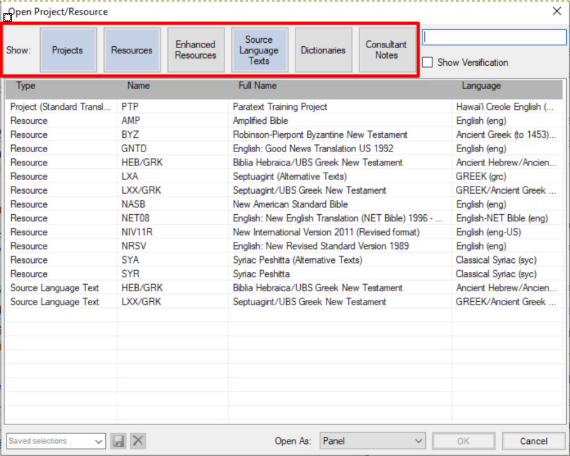 Open Project/Resource
Show: Projects Resources Enhanced Resources Source Language Texts Dictionaries Consultant Notes
Show Versification
Type Name Full Name Language
Project (Standard Transl... PTP Paratext Training Project Hawai'i Creole English (...
Resource AMP Amplified Bible English (eng)
Resource BYZ Robinson-Pierpont Byzantine New Testament Ancient Greek (to 1453)...
Resource GNTD English: Good News Translation US 1992 English (eng)
Resource HEB/GRK Biblia Hebraica/UBS Greek New Testament Ancient Hebrew/Ancien...
Resource LXA Septuagint (Alternative Texts) GREEK (grc)
Resource LXX/GRK Septuagint/UBS Greek New Testament GREEK/Ancient Greek ...
Resource NASB New American Standard Bible English (eng)
Resource NET08 English: New English Translation (NET Bible) 1996 - ... English-NET Bible (eng)
Resource NIV11R New International Version 2011 (Revised format) English (eng-US)
Resource NRSV English: New Revised Standard Version 1989 English (eng)
Resource SYA Syriac Peshitta (Alternative Texts) Classical Syriac (syc)
Resource SYR Syriac Peshitta Classical Syriac (syc)
Source Language Text HEB/GRK Biblia Hebraica/UBS Greek New Testament Ancient Hebrew/Ancien...
Source Language Text LXX/GRK Septuagint/UBS Greek New Testament GREEK/Ancient Greek ...
Saved selections Open As: Panel OK Cancel